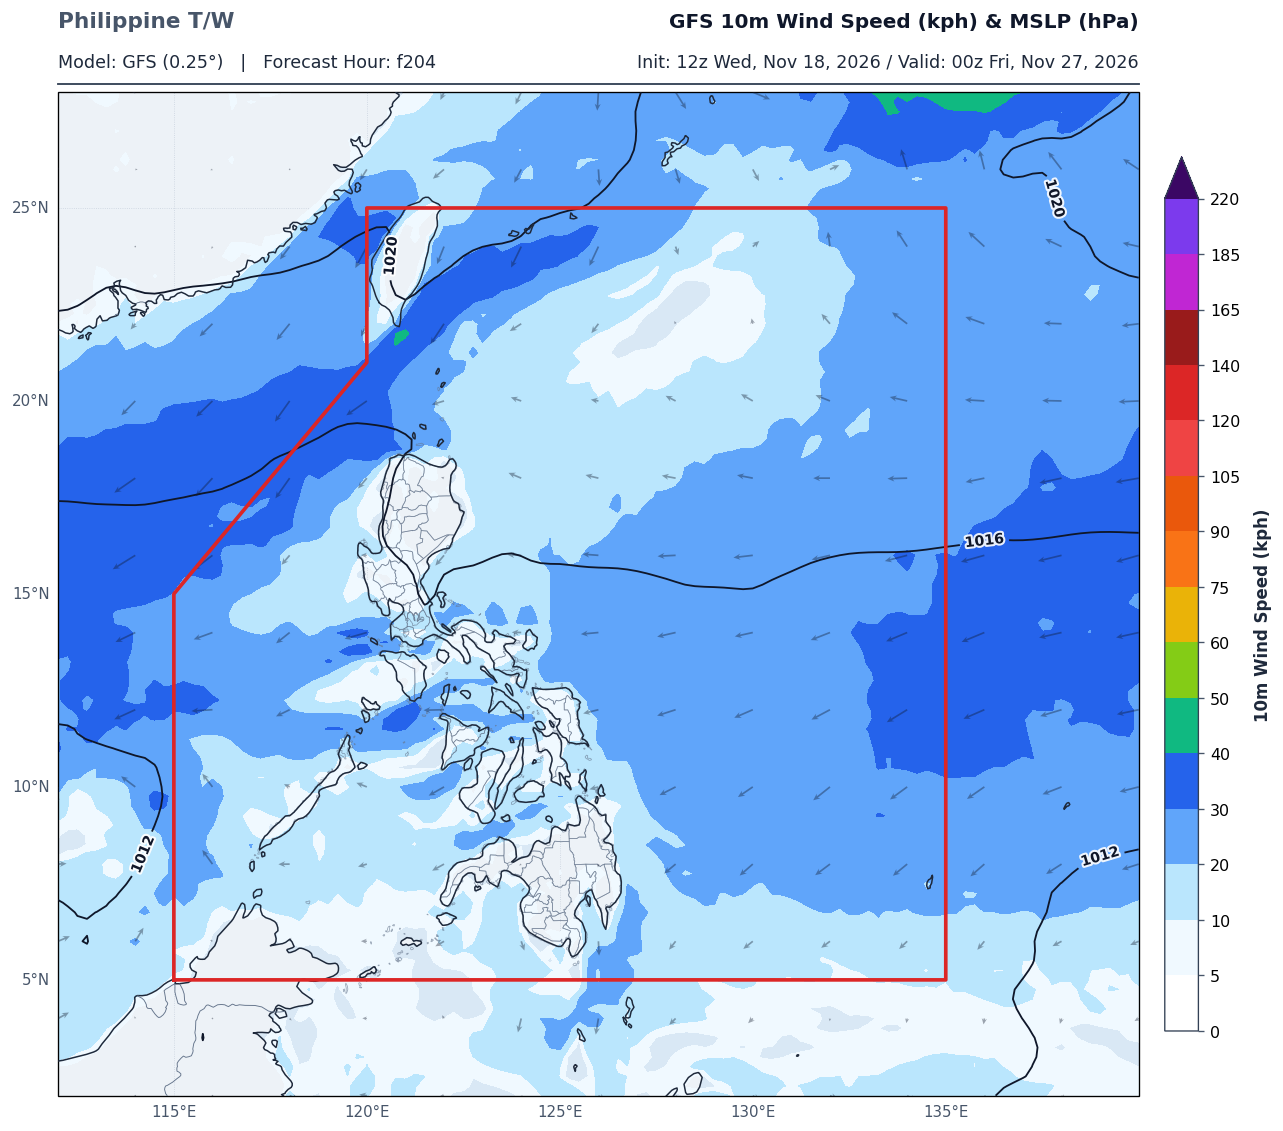 Philippine T/W
GFS 10m Wind Speed (kph) & MSLP (hPa)
Model: GFS (0.25°)   |   Forecast Hour: f204
Init: 12z Wed, Nov 18, 2026 / Valid: 00z Fri, Nov 27, 2026
25°N
20°N
15°N
10°N
5°N
115°E
120°E
125°E
130°E
135°E
1020
1020
1016
1012
1012
220
185
165
140
120
105
90
75
60
50
40
30
20
10
5
0
10m Wind Speed (kph)